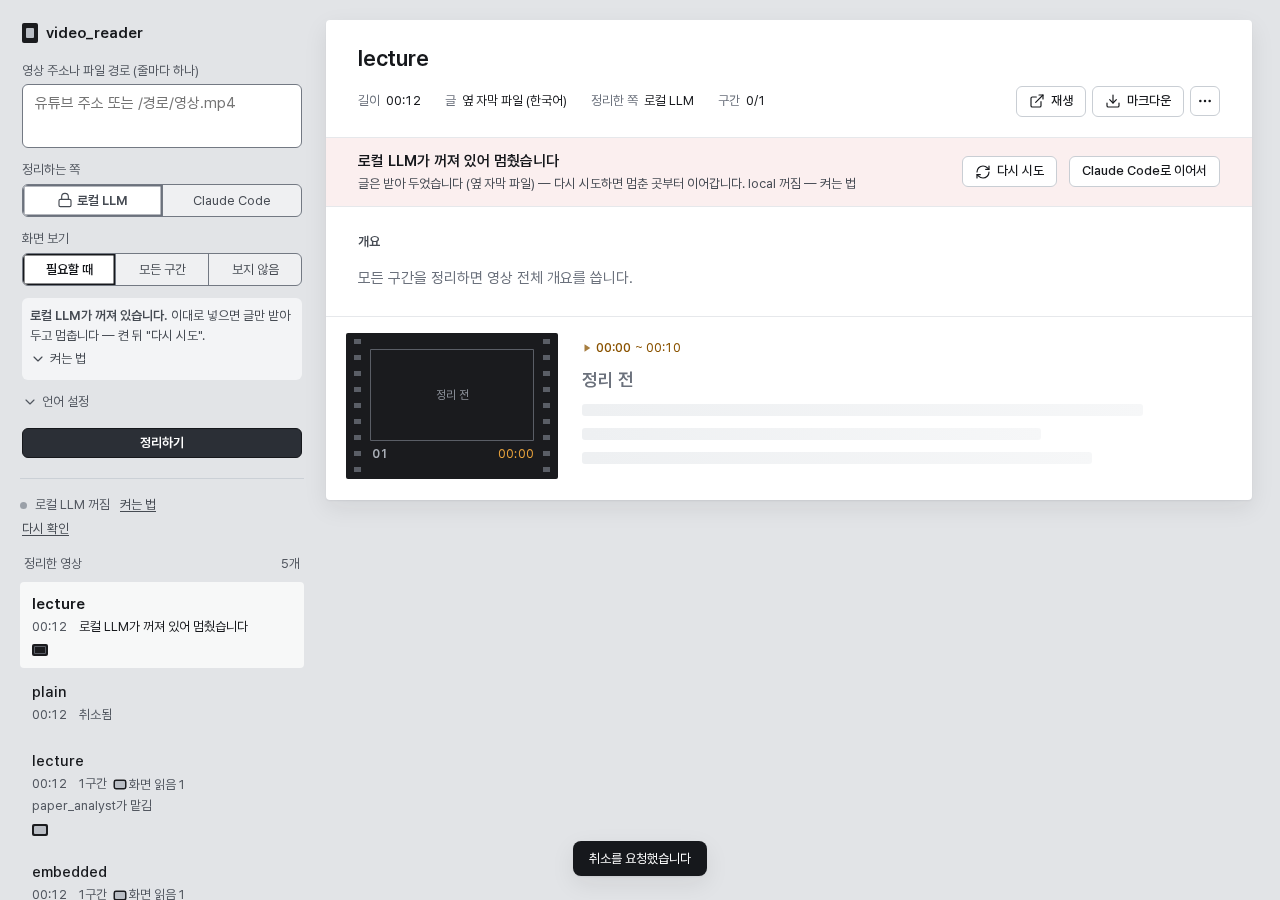 video_reader
영상 주소나 파일 경로 (줄마다 하나)
유튜브 주소 또는 /경로/영상.mp4
정리하는 쪽
로컬 LLM
Claude Code
화면 보기
필요할 때
모든 구간
보지 않음
로컬 LLM가 꺼져 있습니다. 이대로 넣으면 글만 받아
두고 멈춥니다 — 켠 뒤 "다시 시도".
켜는 법
언어 설정
정리하기
로컬 LLM 꺼짐 켜는 법
다시 확인
정리한 영상 5개
lecture
00:12 로컬 LLM가 꺼져 있어 멈췄습니다
plain
00:12 취소됨
lecture
00:12 1구간 화면 읽음 1
paper_analyst가 맡김
embedded
00:12 1구간 화면 읽음 1
lecture
길이 00:12 글 옆 자막 파일 (한국어) 정리한 쪽 로컬 LLM 구간 0/1
재생
마크다운
로컬 LLM가 꺼져 있어 멈췄습니다
글은 받아 두었습니다 (옆 자막 파일) — 다시 시도하면 멈춘 곳부터 이어갑니다. local 꺼짐 — 켜는 법
다시 시도
Claude Code로 이어서
개요
모든 구간을 정리하면 영상 전체 개요를 씁니다.
정리 전
01 00:00
00:00 ~ 00:10
정리 전
취소를 요청했습니다